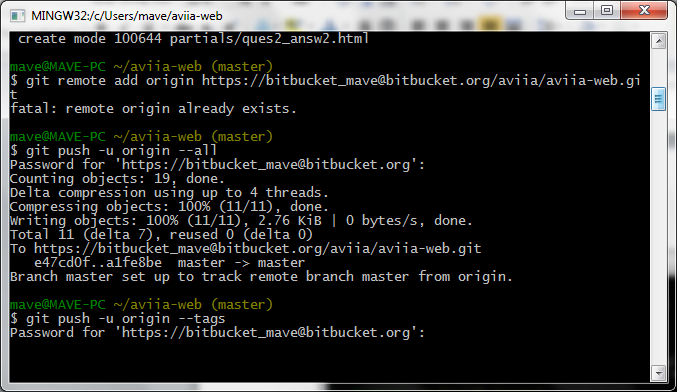 MINGW32:/c/Users/mave/aviia-web
create mode 100644 partials/ques2_answ2.html
mave@MAVE-PC ~/aviia-web (master)
$ git remote add origin https://bitbucket_mave@bitbucket.org/aviia/aviia-web.gi
t
fatal: remote origin already exists.
mave@MAVE-PC ~/aviia-web (master)
$ git push -u origin --all
Password for 'https://bitbucket_mave@bitbucket.org':
Counting objects: 19, done.
Delta compression using up to 4 threads.
Compressing objects: 100% (11/11), done.
Writing objects: 100% (11/11), 2.76 KiB | 0 bytes/s, done.
Total 11 (delta 7), reused 0 (delta 0)
To https://bitbucket_mave@bitbucket.org/aviia/aviia-web.git
   e47cd0f..a1fe8be  master -> master
Branch master set up to track remote branch master from origin.
mave@MAVE-PC ~/aviia-web (master)
$ git push -u origin --tags
Password for 'https://bitbucket_mave@bitbucket.org':